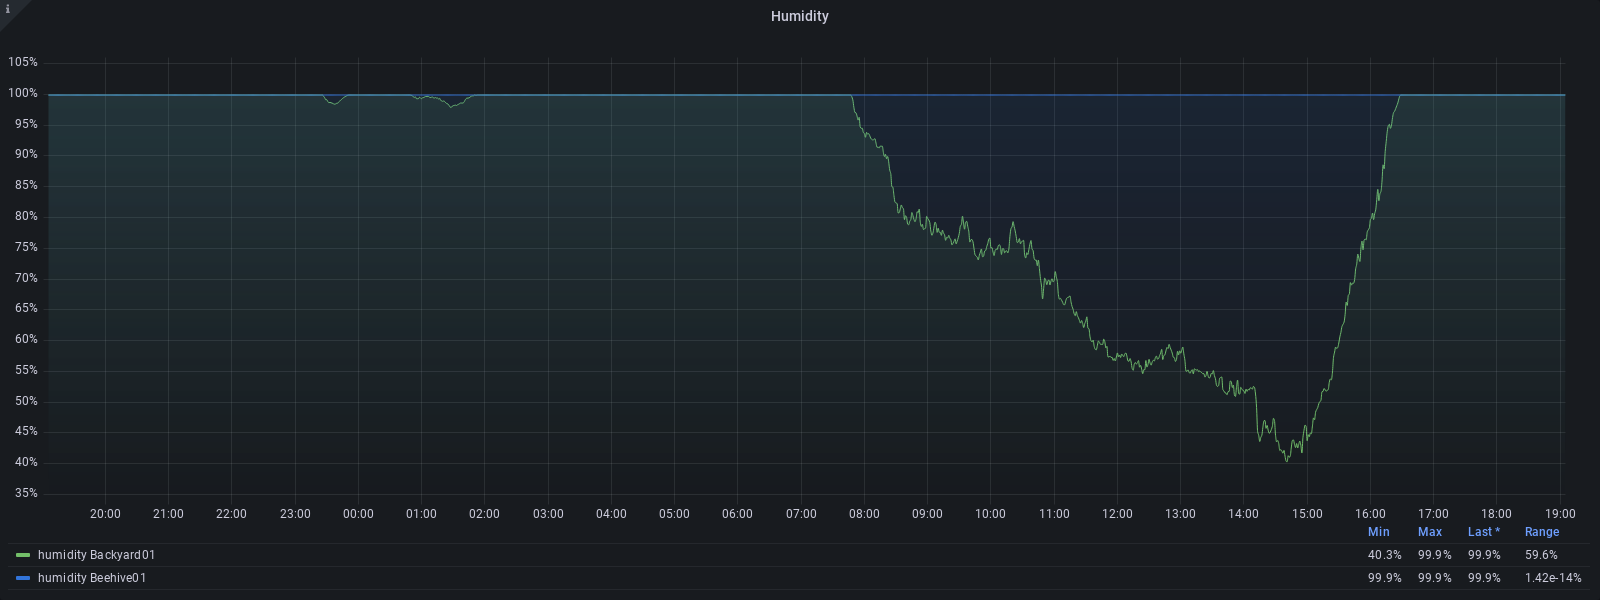 i
Humidity
105%
100%
95%
90%
85%
80%
75%
70%
65%
60%
55%
50%
45%
40%
35%
20:00 21:00 22:00 23:00 00:00 01:00 02:00 03:00 04:00 05:00 06:00 07:00 08:00 09:00 10:00 11:00 12:00 13:00 14:00 15:00 16:00 17:00 18:00 19:00
Min Max Last * Range
humidity Backyard01 40.3% 99.9% 99.9% 59.6%
humidity Beehive01 99.9% 99.9% 99.9% 1.42e-14%